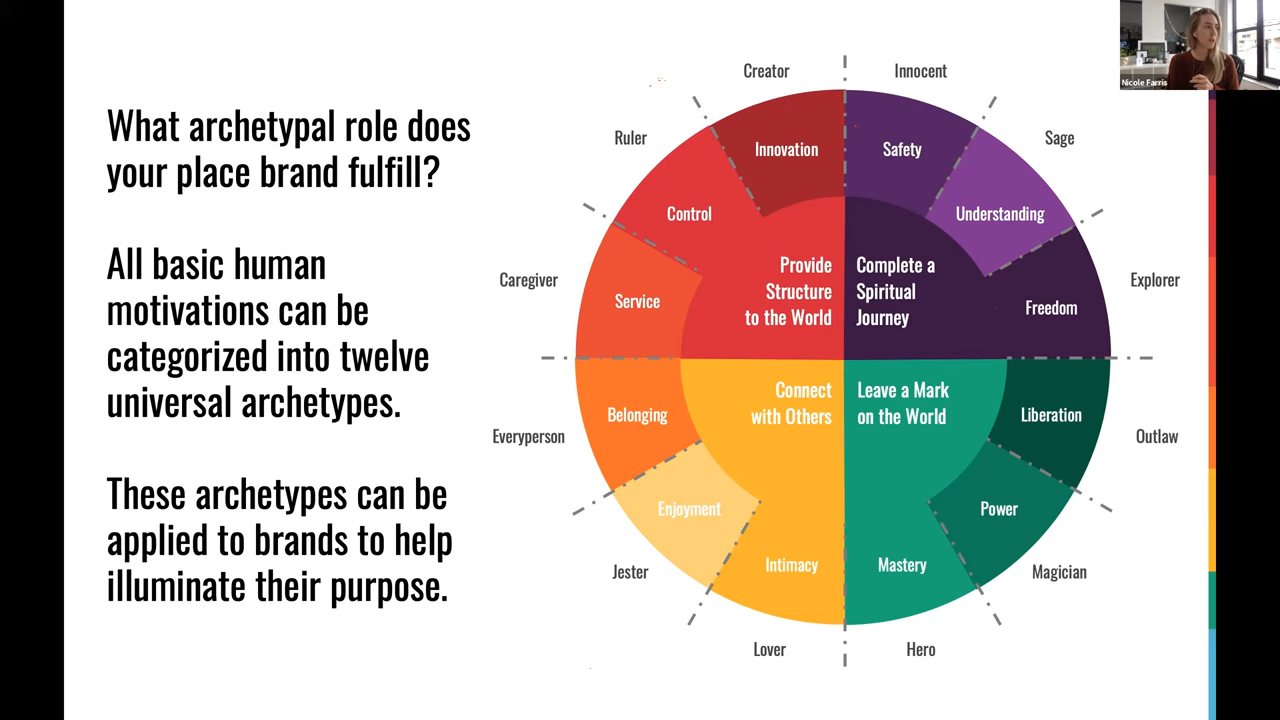 What archetypal role does
your place brand fulfill?
All basic human
motivations can be
categorized into twelve
universal archetypes.
These archetypes can be
applied to brands to help
illuminate their purpose.
Creator
Innocent
Ruler
Sage
Caregiver
Explorer
Everyperson
Outlaw
Jester
Magician
Lover
Hero
Innovation
Safety
Control
Understanding
Service
Freedom
Belonging
Liberation
Enjoyment
Power
Intimacy
Mastery
Provide
Structure
to the World
Complete a
Spiritual
Journey
Connect
with Others
Leave a Mark
on the World
Nicole Farris